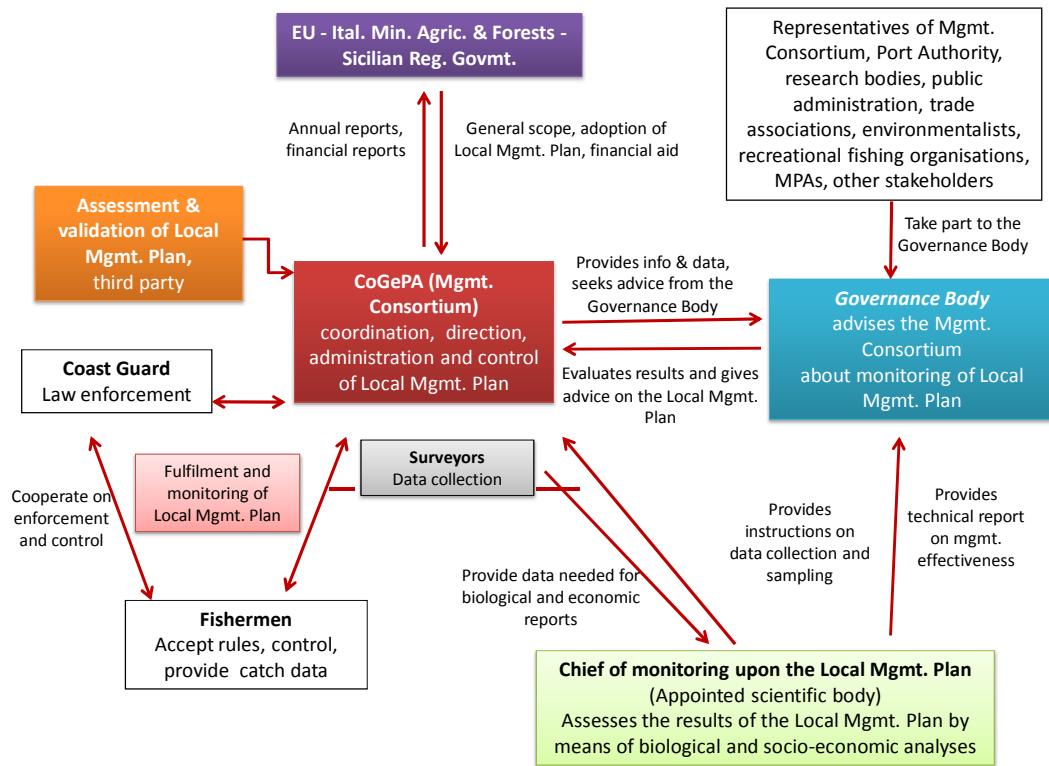 EU - Ital. Min. Agric. & Forests -
Sicilian Reg. Govmt.
Representatives of Mgmt.
Consortium, Port Authority,
research bodies, public
administration, trade
associations, environmentalists,
recreational fishing organisations,
MPAs, other stakeholders
Annual reports,
financial reports
General scope, adoption of
Local Mgmt. Plan, financial aid
Assessment &
validation of Local
Mgmt. Plan,
third party
Take part to the
Governance Body
CoGePA (Mgmt.
Consortium)
coordination, direction,
administration and control
of Local Mgmt. Plan
Provides info & data,
seeks advice from the
Governance Body
Governance Body
advises the Mgmt.
Consortium
about monitoring of Local
Mgmt. Plan
Evaluates results and gives
advice on the Local Mgmt.
Plan
Coast Guard
Law enforcement
Surveyors
Data collection
Fulfilment and
monitoring of
Local Mgmt. Plan
Cooperate on
enforcement
and control
Provides
instructions on
data collection and
sampling
Provides
technical report
on mgmt.
effectiveness
Provide data needed for
biological and economic
reports
Fishermen
Accept rules, control,
provide catch data
Chief of monitoring upon the Local Mgmt. Plan
(Appointed scientific body)
Assesses the results of the Local Mgmt. Plan by
means of biological and socio-economic analyses